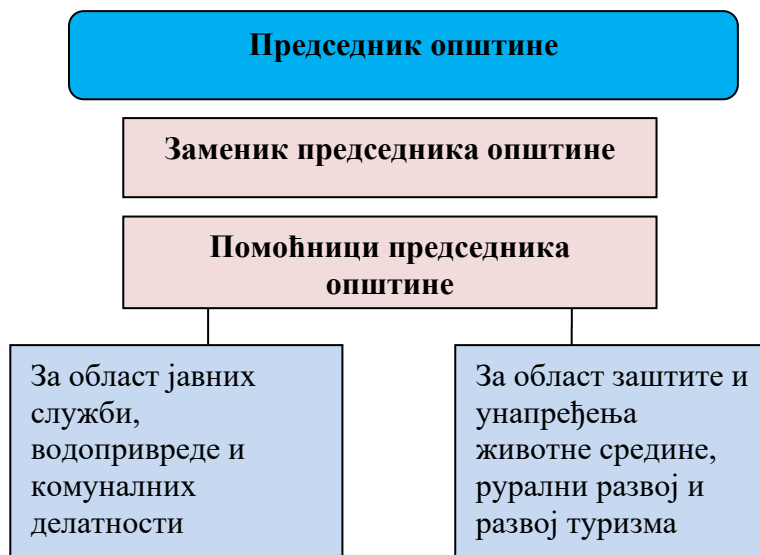 Председник општине
Заменик председника општине
Помоћници председника
општине
За област јавних
служби,
водопривреде и
комуналних
делатности
За област заштите и
унапређења
животне средине,
рурални развој и
развој туризма